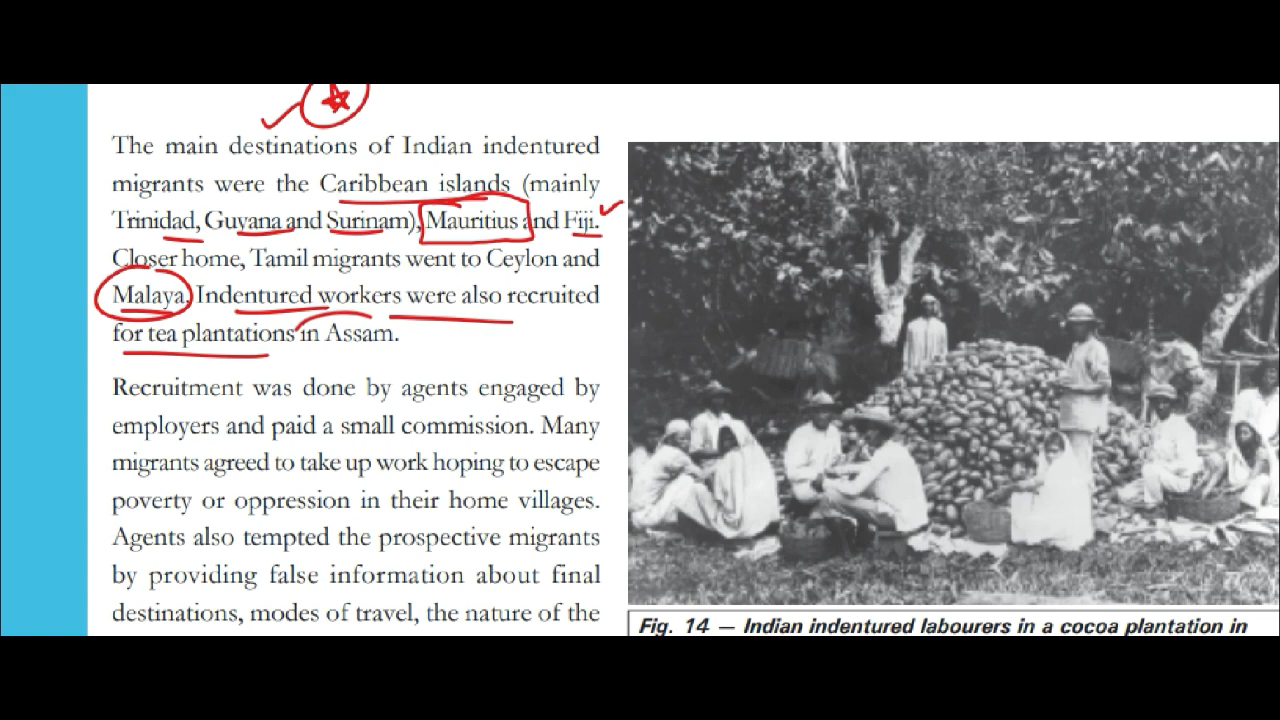 The main destinations of Indian indentured
migrants were the Caribbean islands (mainly
Trinidad, Guyana and Surinam), Mauritius and Fiji.
Closer home, Tamil migrants went to Ceylon and
Malaya. Indentured workers were also recruited
for tea plantations in Assam.
Recruitment was done by agents engaged by
employers and paid a small commission. Many
migrants agreed to take up work hoping to escape
poverty or oppression in their home villages.
Agents also tempted the prospective migrants
by providing false information about final
destinations, modes of travel, the nature of the
Fig. 14 — Indian indentured labourers in a cocoa plantation in